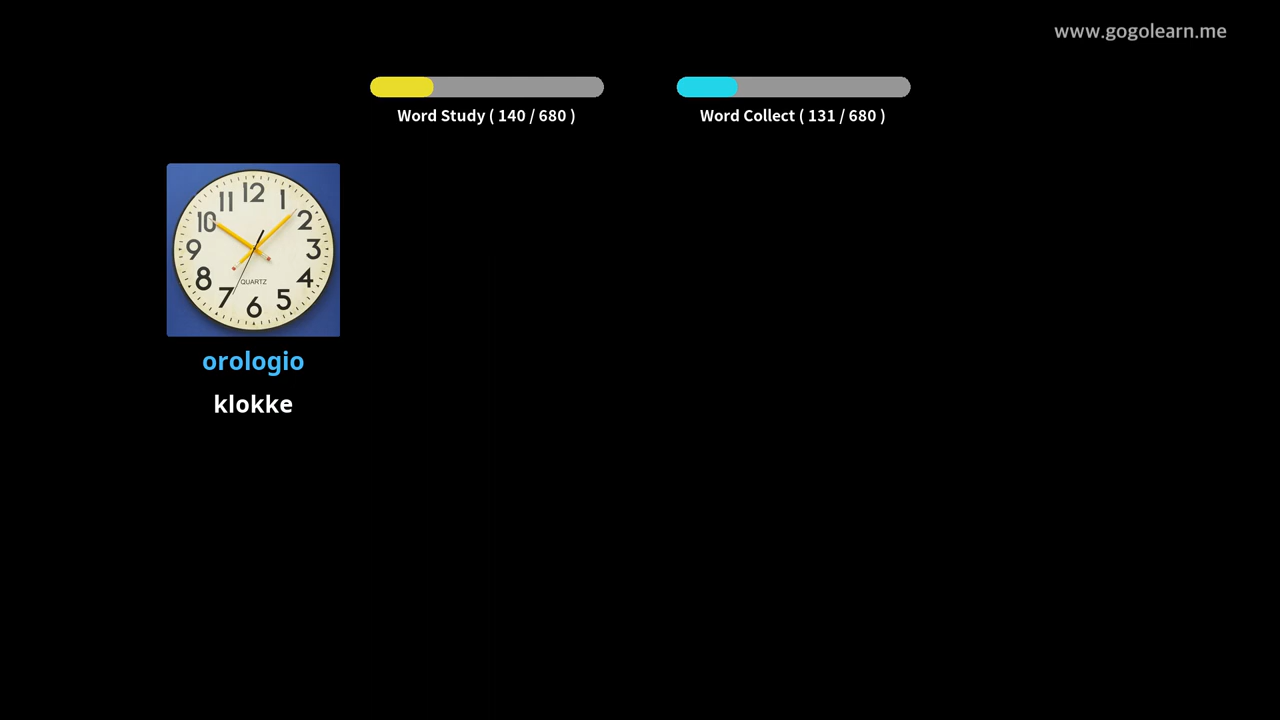 www.gogolearn.me
Word Study ( 140 / 680 )
Word Collect ( 131 / 680 )
12
11
1
10
2
9
3
8
4
QUARTZ
7
5
6
orologio
klokke